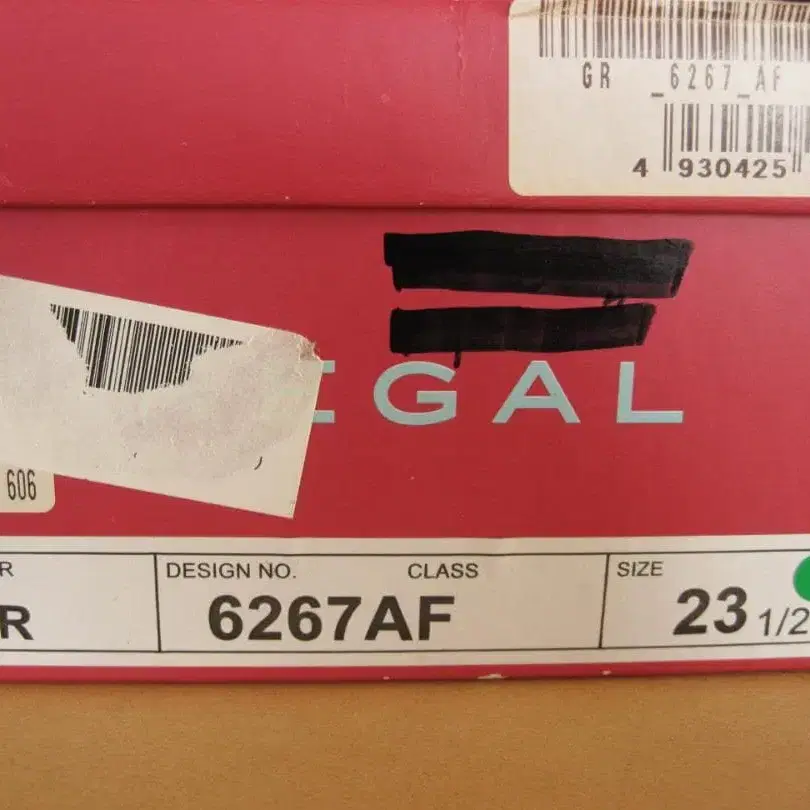 GR _6267_AF
4 930425
EGAL
606
R
DESIGN NO. CLASS SIZE
R 6267AF 23 1/2